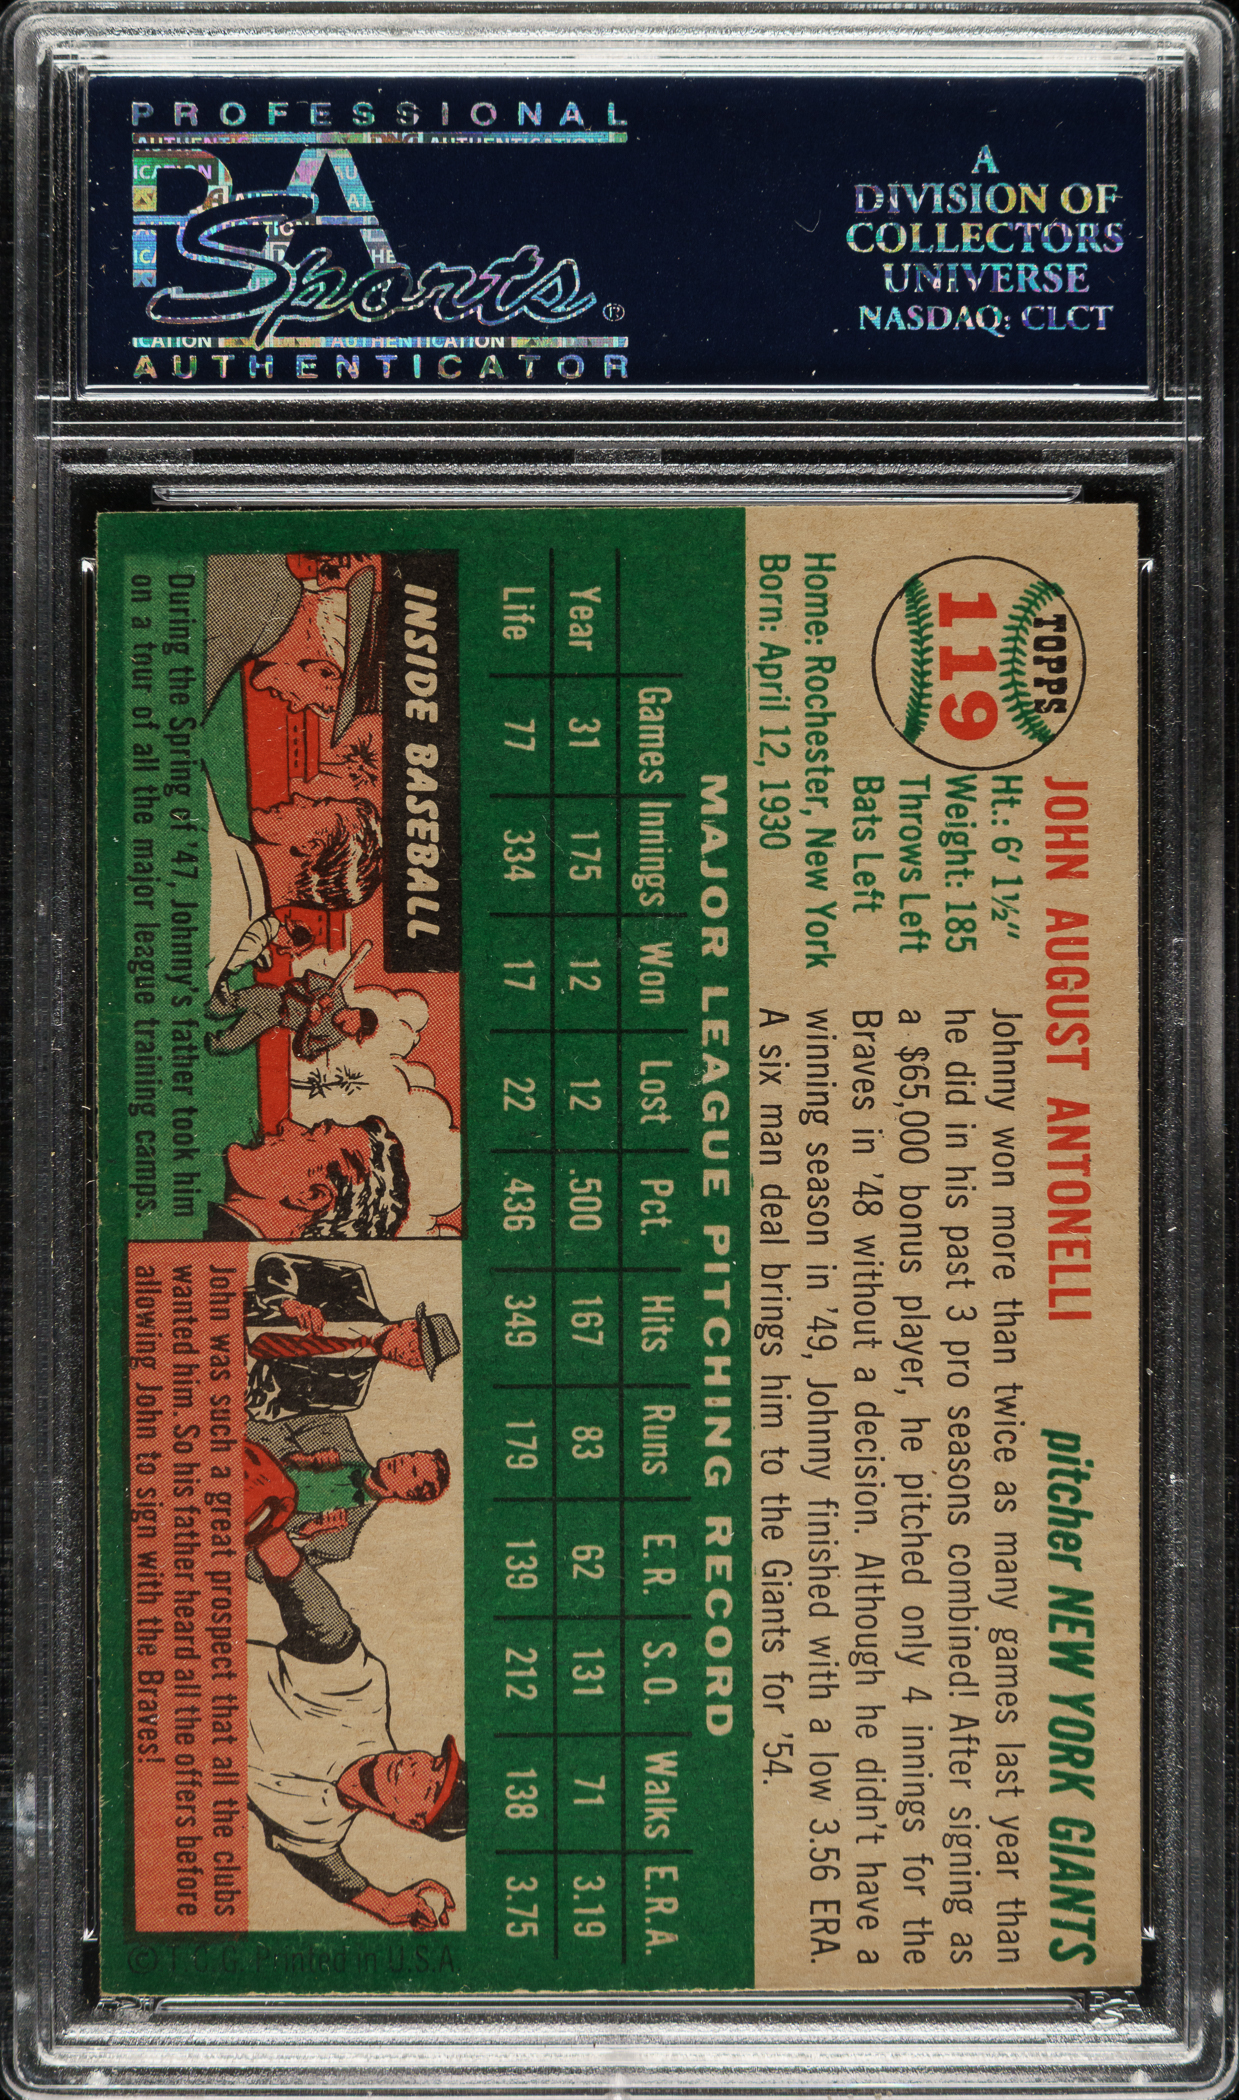 PROFESSIONAL
PSA
Sports®
AUTHENTICATOR
A
DIVISION OF
COLLECTORS
UNIVERSE
NASDAQ: CLCT
TOPPS
119
JOHN AUGUST ANTONELLI
pitcher NEW YORK GIANTS
Ht.: 6' 1½"
Weight: 185
Throws Left
Bats Left
Home: Rochester, New York
Born: April 12, 1930
Johnny won more than twice as many games last year than
he did in his past 3 pro seasons combined! After signing as
a $65,000 bonus player, he pitched only 4 innings for the
Braves in '48 without a decision. Although he didn't have a
winning season in '49, Johnny finished with a low 3.56 ERA.
A six man deal brings him to the Giants for '54.
MAJOR LEAGUE PITCHING RECORD
Games Innings Won Lost Pct. Hits Runs E.R. S.O. Walks E.R.A.
Year 31 175 12 12 .500 167 83 62 131 71 3.19
Life 77 334 17 22 .436 349 179 139 212 138 3.75
INSIDE BASEBALL
During the Spring of '47, Johnny's father took him
on a tour of all the major league training camps.
John was such a great prospect that all the clubs
wanted him. So his father heard all the offers before
allowing John to sign with the Braves!
© T.C.G. Printed in U.S.A.